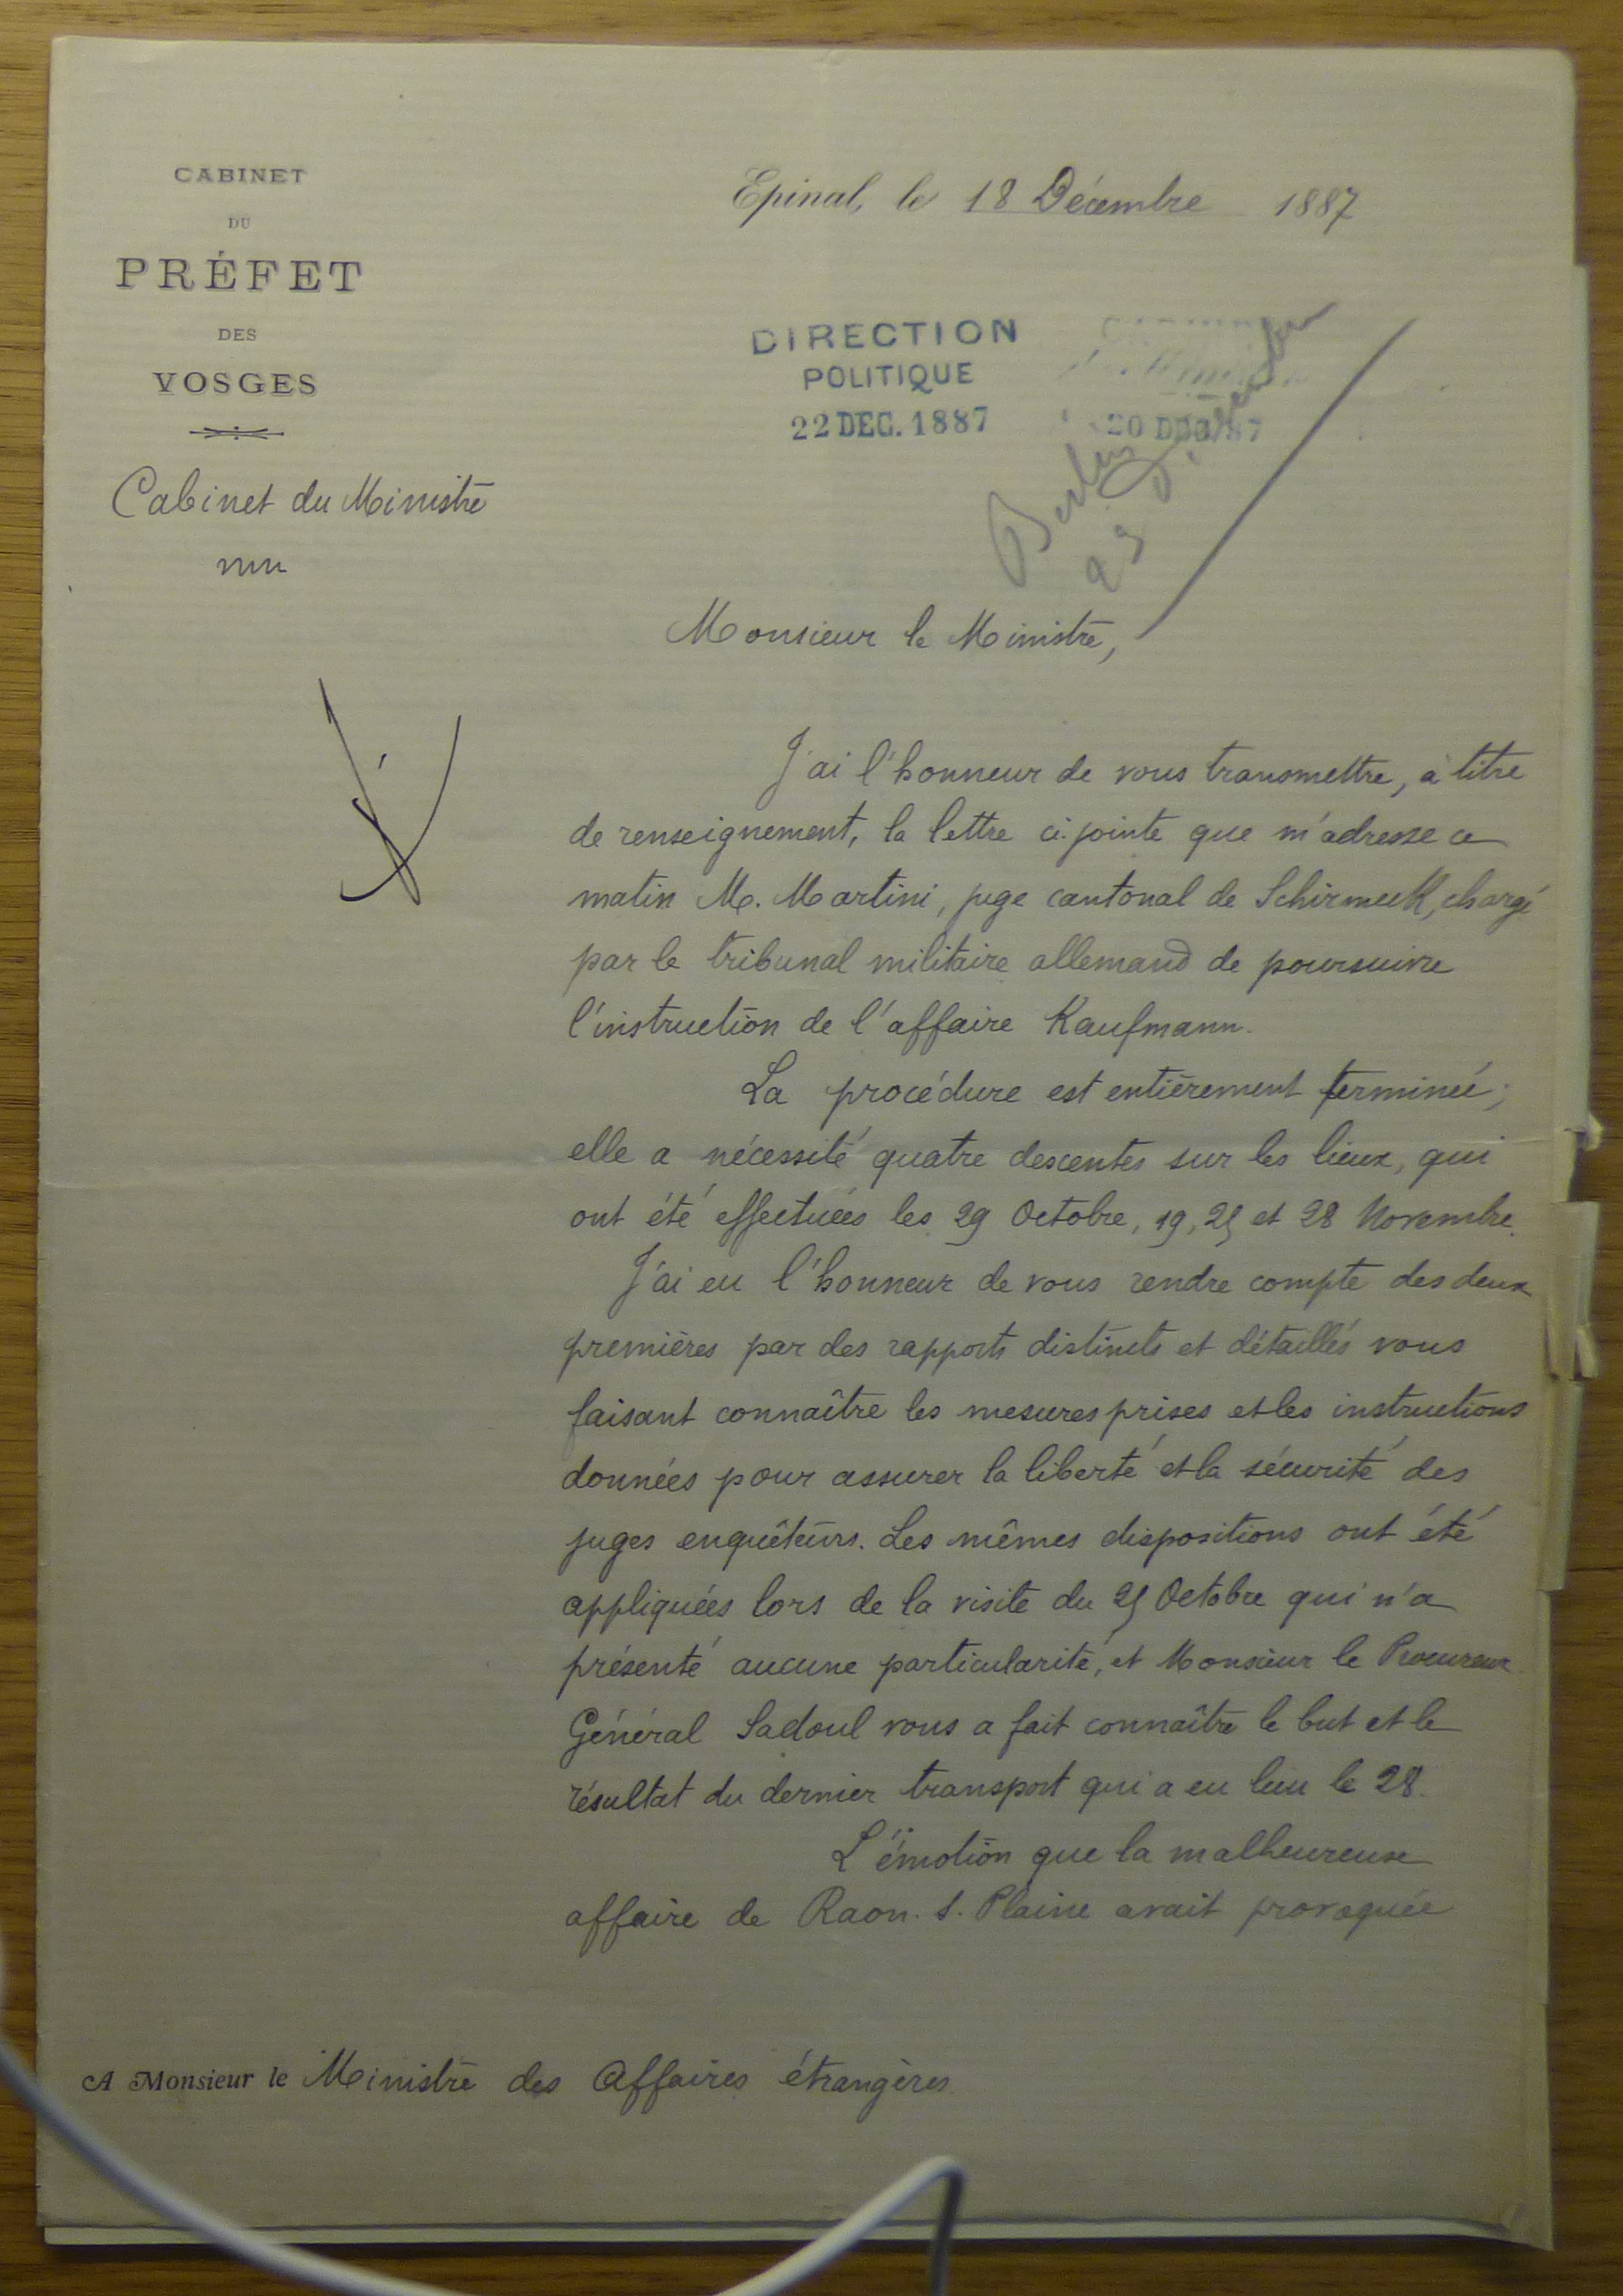 CABINET
DU
PRÉFET
DES
VOSGES
Cabinet du Ministre
Epinal, le 18 Décembre 1887
DIRECTION
POLITIQUE
22 DEC. 1887
20 DEC 87
Monsieur le Ministre,
J'ai l'honneur de vous transmettre, à titre
de renseignement, la lettre ci-jointe que m'adresse ce
matin M. Martini, juge cantonal de Schirmeck, chargé
par le tribunal militaire allemand de poursuivre
l'instruction de l'affaire Kaufmann.
La procédure est entièrement terminée;
elle a nécessité quatre descentes sur les lieux, qui
ont été effectuées les 29 Octobre, 19, 25 et 28 Novembre.
J'ai eu l'honneur de vous rendre compte des deux
premières par des rapports distincts et détaillés vous
faisant connaître les mesures prises et les instructions
données pour assurer la liberté et la sécurité des
juges enquêteurs. Les mêmes dispositions ont été
appliquées lors de la visite du 25 Octobre qui n'a
présenté aucune particularité, et Monsieur le Procureur
Général Sadoul vous a fait connaître le but et le
résultat du dernier transport qui a eu lieu le 28.
L'émotion que la malheureuse
affaire de Raon. s. Plaine avait provoquée
A Monsieur le Ministre des Affaires étrangères.